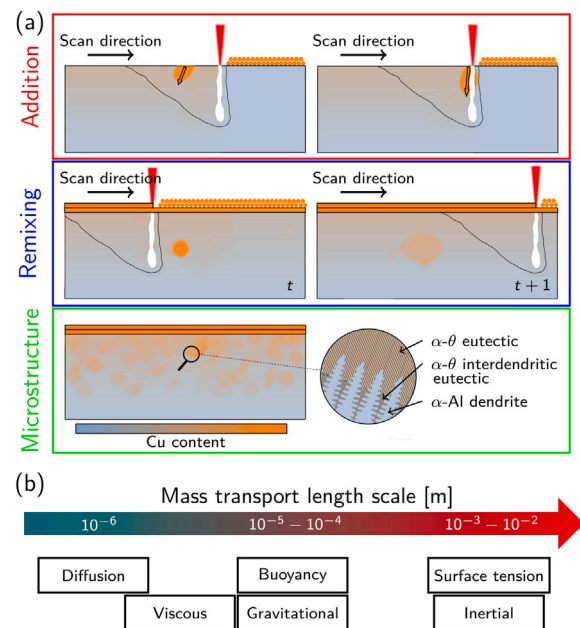 (a)
Addition
Scan direction
Scan direction
Remixing
Scan direction
Scan direction
t
t + 1
Microstructure
α-θ eutectic
α-θ interdendritic
eutectic
α-Al dendrite
Cu content
(b)
Mass transport length scale [m]
10⁻⁶
10⁻⁵ − 10⁻⁴
10⁻³ − 10⁻²
Diffusion
Buoyancy
Surface tension
Viscous
Gravitational
Inertial